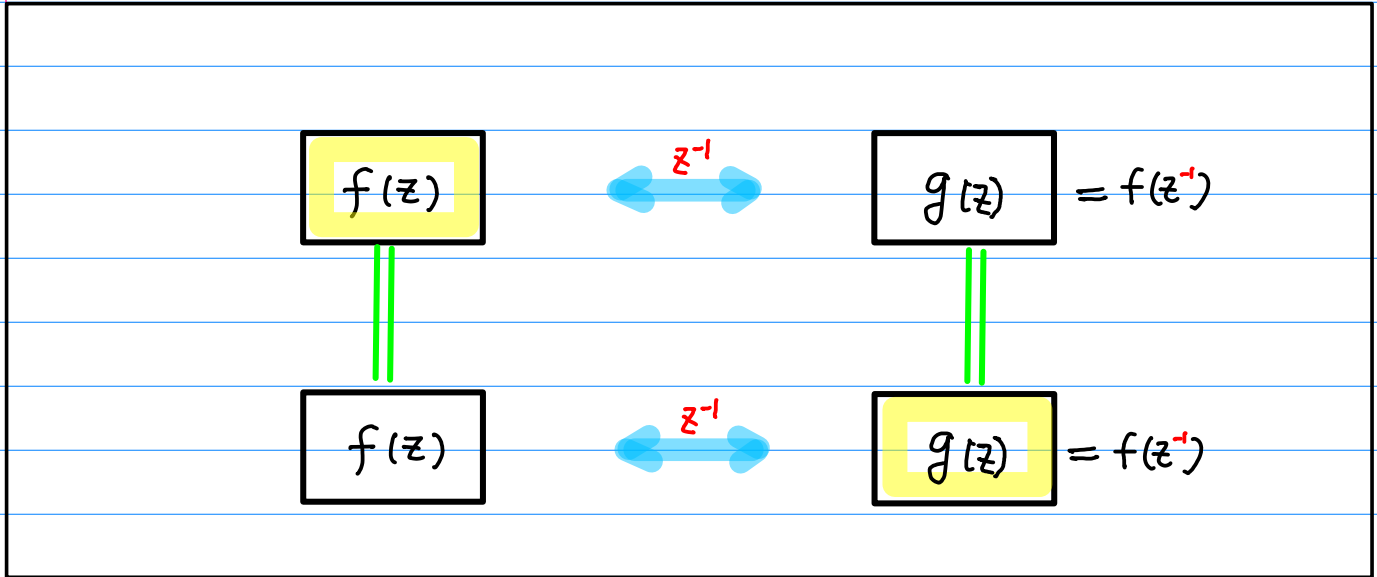 z⁻¹
f(z) g(z) = f(z⁻¹)
z⁻¹
f(z) g(z) = f(z⁻¹)